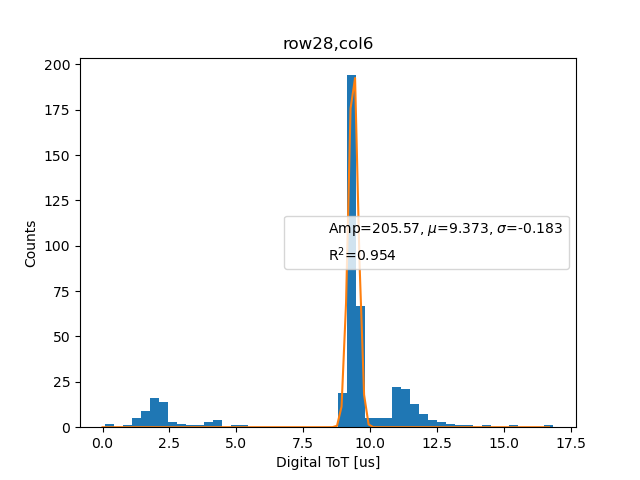 row28,col6
200
175
150
125
100
75
50
25
0
Counts
Amp=205.57, μ=9.373, σ=-0.183
R²=0.954
0.0 2.5 5.0 7.5 10.0 12.5 15.0 17.5
Digital ToT [us]